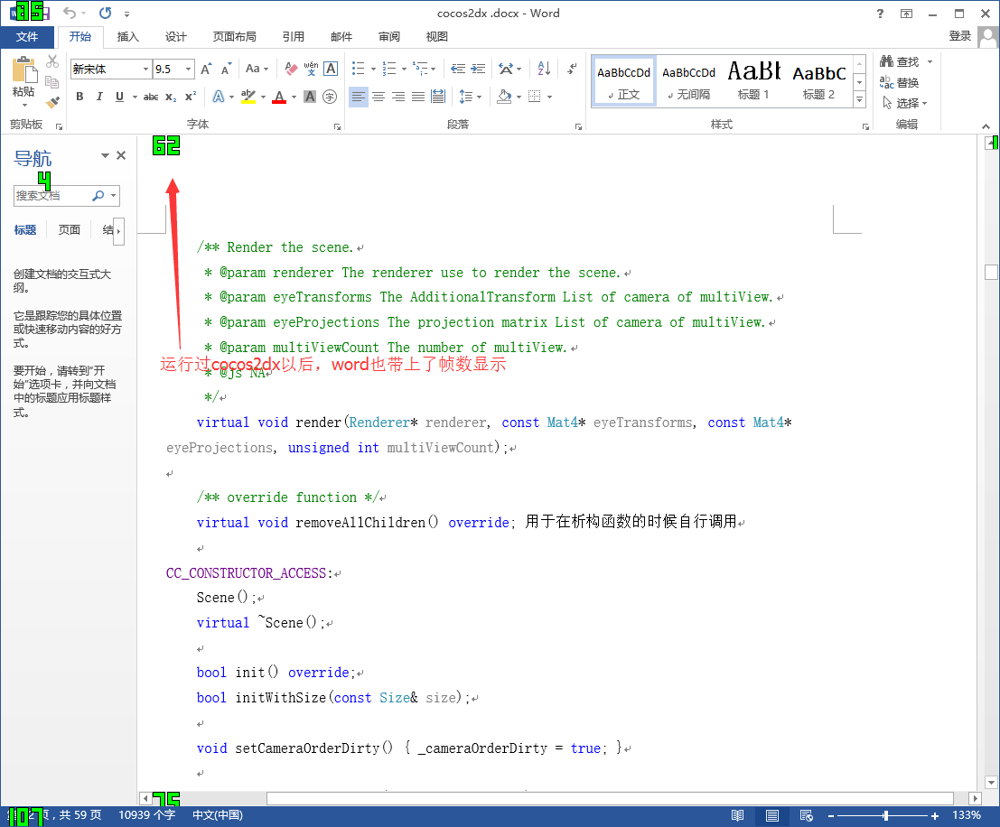 cocos2dx .docx - Word
登录
文件 开始 插入 设计 页面布局 引用 邮件 审阅 视图
粘贴
新宋体 9.5
AaBbCcDd AaBbCcDd AaBl AaBbC
正文 无间隔 标题 1 标题 2
查找
替换
选择
剪贴板 字体 段落 样式 编辑
导航
搜索文档
标题 页面 结
创建文档的交互式大
纲。
它是跟踪您的具体位置
或快速移动内容的好方
式。
要开始，请转到"开
始"选项卡，并向文档
中的标题应用标题样
式。
62
4
1
/** Render the scene.
* @param renderer The renderer use to render the scene.
* @param eyeTransforms The AdditionalTransform List of camera of multiView.
* @param eyeProjections The projection matrix List of camera of multiView.
* @param multiViewCount The number of multiView.
运行过cocos2dx以后，word也带上了帧数显示
* @js NA
*/
virtual void render(Renderer* renderer, const Mat4* eyeTransforms, const Mat4*
eyeProjections, unsigned int multiViewCount);
/** override function */
virtual void removeAllChildren() override; 用于在析构函数的时候自行调用
CC_CONSTRUCTOR_ACCESS:
Scene();
virtual ~Scene();
bool init() override;
bool initWithSize(const Size& size);
void setCameraOrderDirty() { _cameraOrderDirty = true; }
75
107
页，共 59 页 10939 个字 中文(中国) 133%